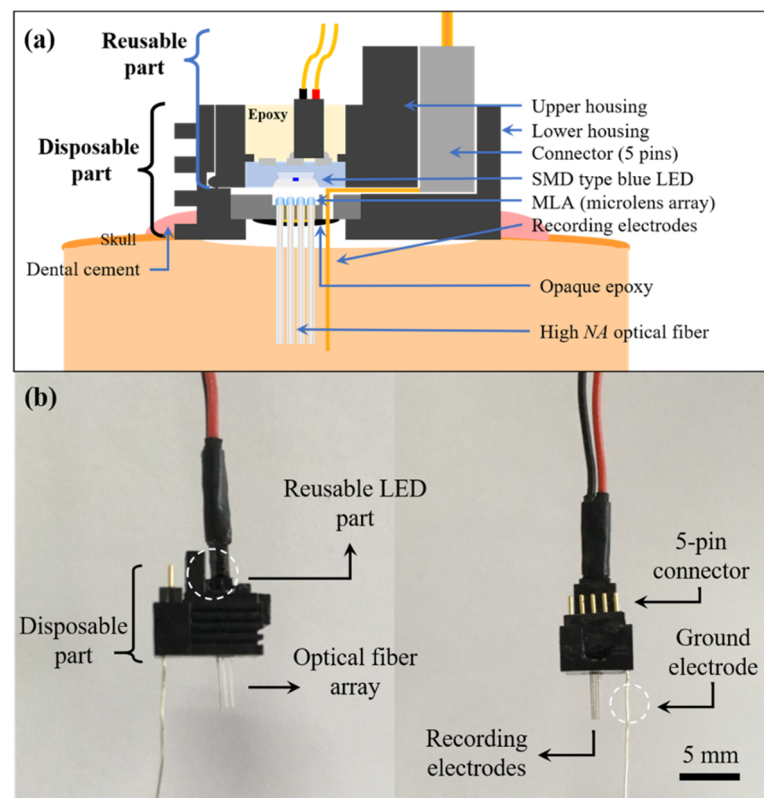 (a)
Reusable
part
Epoxy
Disposable
part
Upper housing
Lower housing
Connector (5 pins)
SMD type blue LED
MLA (microlens array)
Recording electrodes
Skull
Dental cement
Opaque epoxy
High NA optical fiber
(b)
Reusable LED
part
Disposable
part
Optical fiber
array
5-pin
connector
Ground
electrode
Recording
electrodes
5 mm